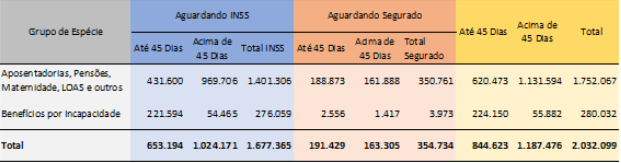 Grupo de Espécie Aguardando INSS Aguardando Segurado Até 45 Dias Acima de 45 Dias Total
Até 45 Dias Acima de 45 Dias Total INSS Até 45 Dias Acima de 45 Dias Total Segurado
Aposentadorias, Pensões, Maternidade, LOAS e outros 431.600 969.706 1.401.306 188.873 161.888 350.761 620.473 1.131.594 1.752.067
Benefícios por Incapacidade 221.594 54.465 276.059 2.556 1.417 3.973 224.150 55.882 280.032
Total 653.194 1.024.171 1.677.365 191.429 163.305 354.734 844.623 1.187.476 2.032.099